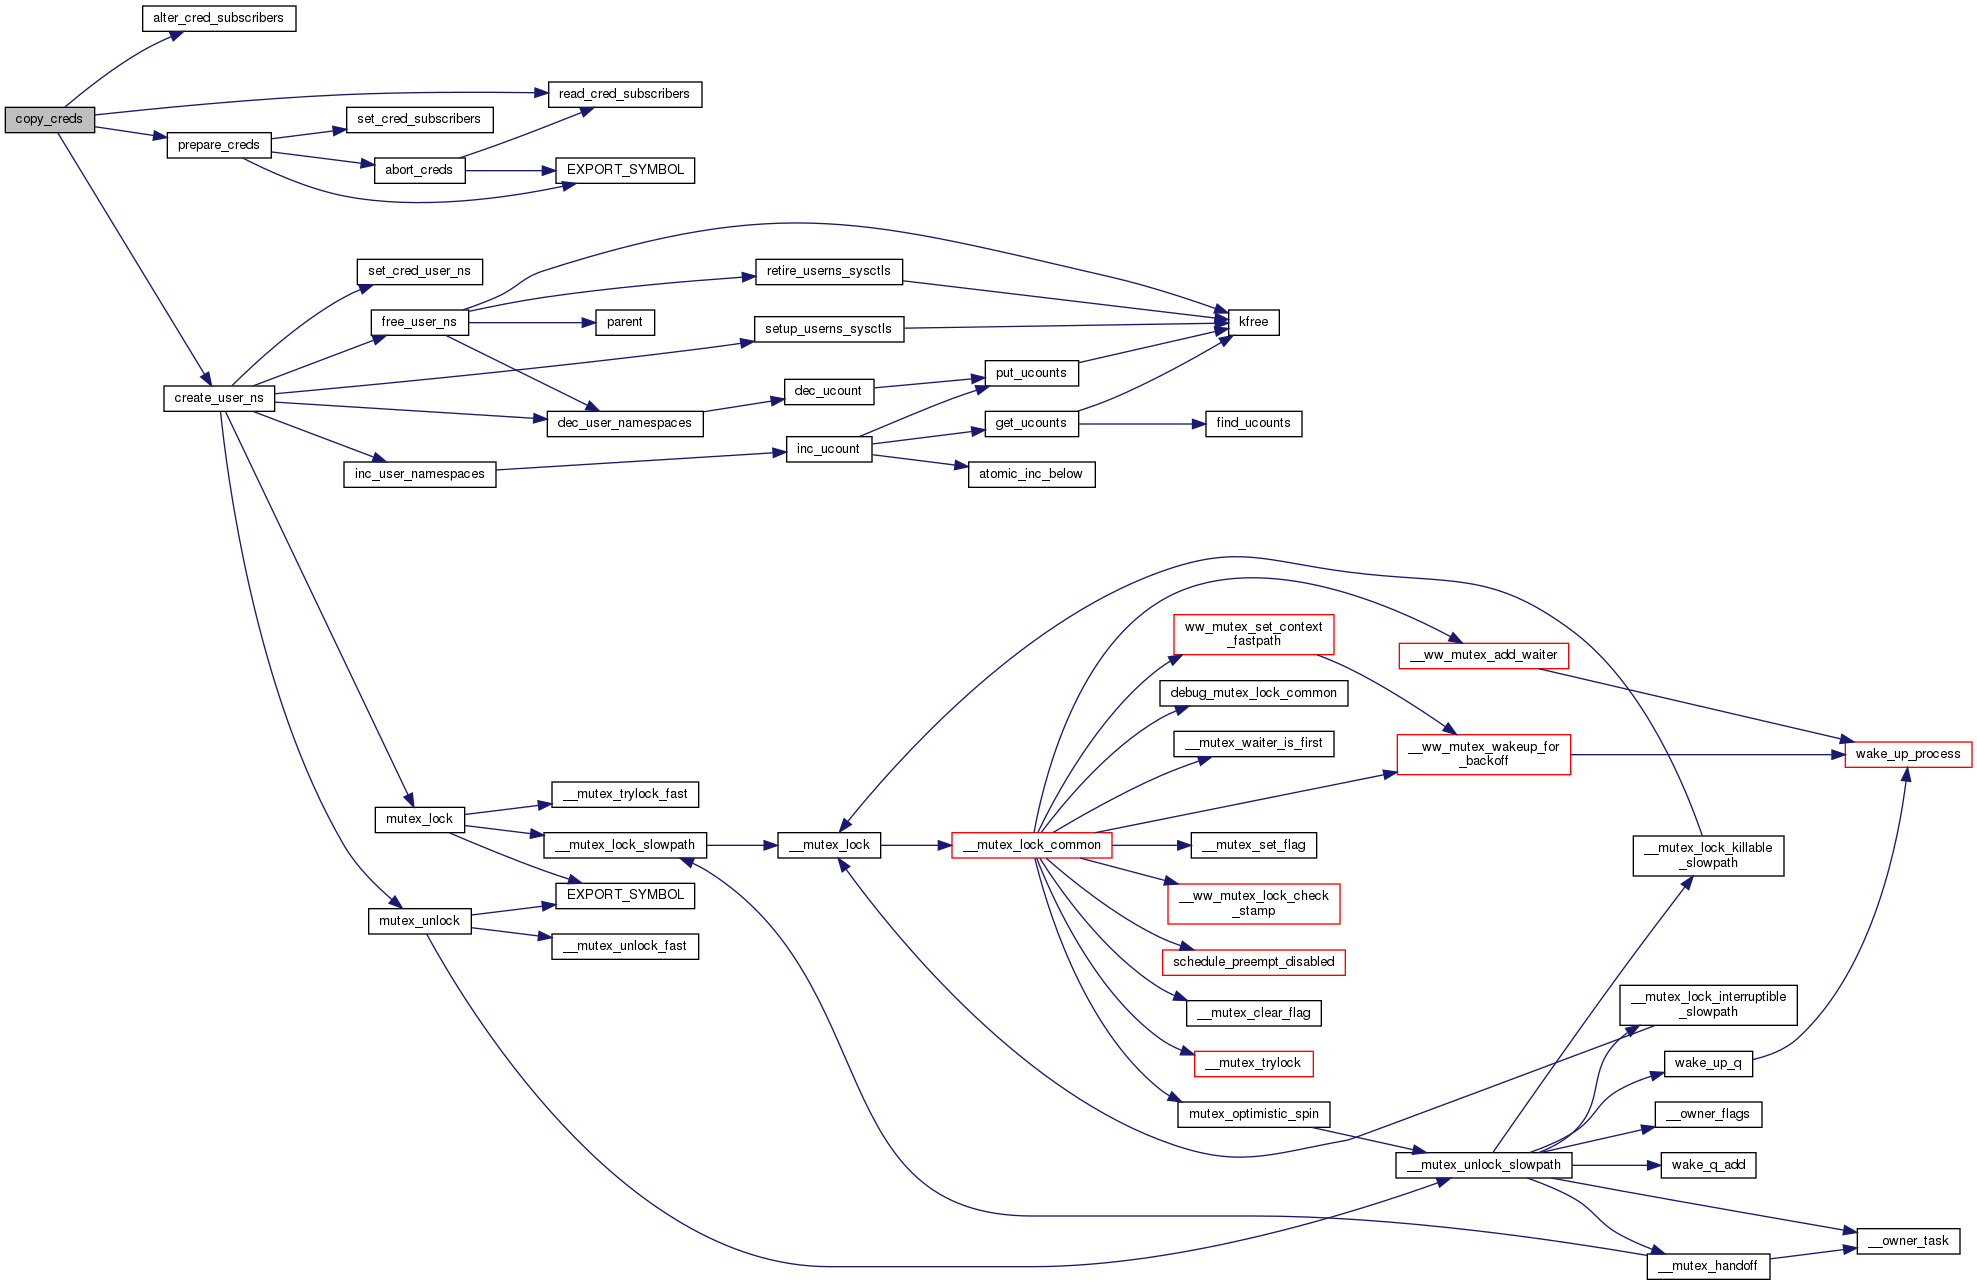 alter_cred_subscribers
read_cred_subscribers
copy_creds
set_cred_subscribers
prepare_creds
abort_creds
EXPORT_SYMBOL
set_cred_user_ns
retire_userns_sysctls
free_user_ns
parent
setup_userns_sysctls
kfree
put_ucounts
dec_ucount
create_user_ns
dec_user_namespaces
get_ucounts
find_ucounts
inc_ucount
inc_user_namespaces
atomic_inc_below
ww_mutex_set_context
_fastpath
__ww_mutex_add_waiter
debug_mutex_lock_common
__mutex_waiter_is_first
__ww_mutex_wakeup_for
_backoff
wake_up_process
__mutex_trylock_fast
mutex_lock
__mutex_lock_slowpath
__mutex_lock
__mutex_lock_common
__mutex_set_flag
__mutex_lock_killable
_slowpath
EXPORT_SYMBOL
__ww_mutex_lock_check
_stamp
mutex_unlock
__mutex_unlock_fast
schedule_preempt_disabled
__mutex_lock_interruptible
_slowpath
__mutex_clear_flag
__mutex_trylock
wake_up_q
mutex_optimistic_spin
__owner_flags
__mutex_unlock_slowpath
wake_q_add
__owner_task
__mutex_handoff